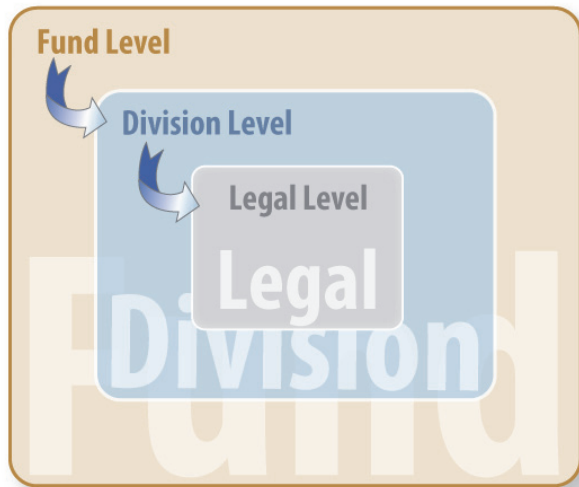 Fund Level
Division Level
Legal Level
Legal
Division
Fund